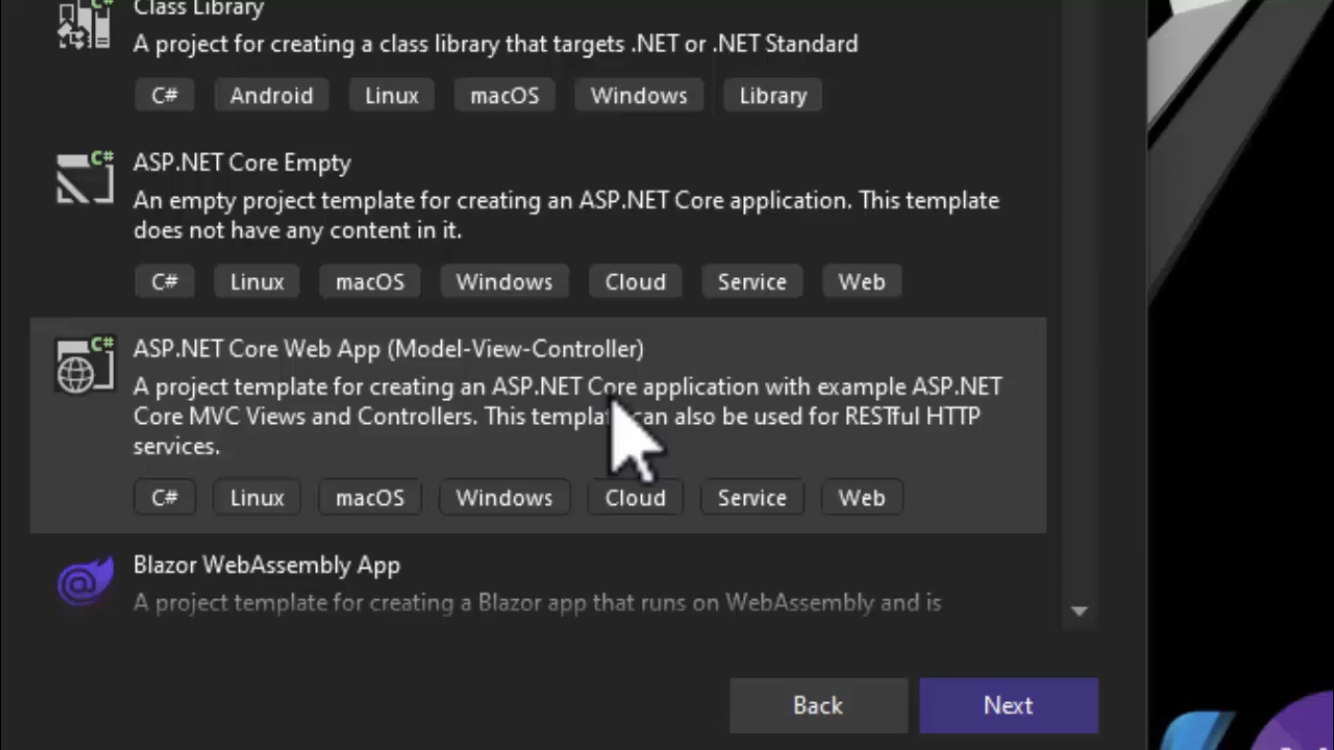 C#
Class Library
A project for creating a class library that targets .NET or .NET Standard
C# Android Linux macOS Windows Library
C#
ASP.NET Core Empty
An empty project template for creating an ASP.NET Core application. This template
does not have any content in it.
C# Linux macOS Windows Cloud Service Web
C#
ASP.NET Core Web App (Model-View-Controller)
A project template for creating an ASP.NET Core application with example ASP.NET
Core MVC Views and Controllers. This template can also be used for RESTful HTTP
services.
C# Linux macOS Windows Cloud Service Web
Blazor WebAssembly App
A project template for creating a Blazor app that runs on WebAssembly and is
Back Next